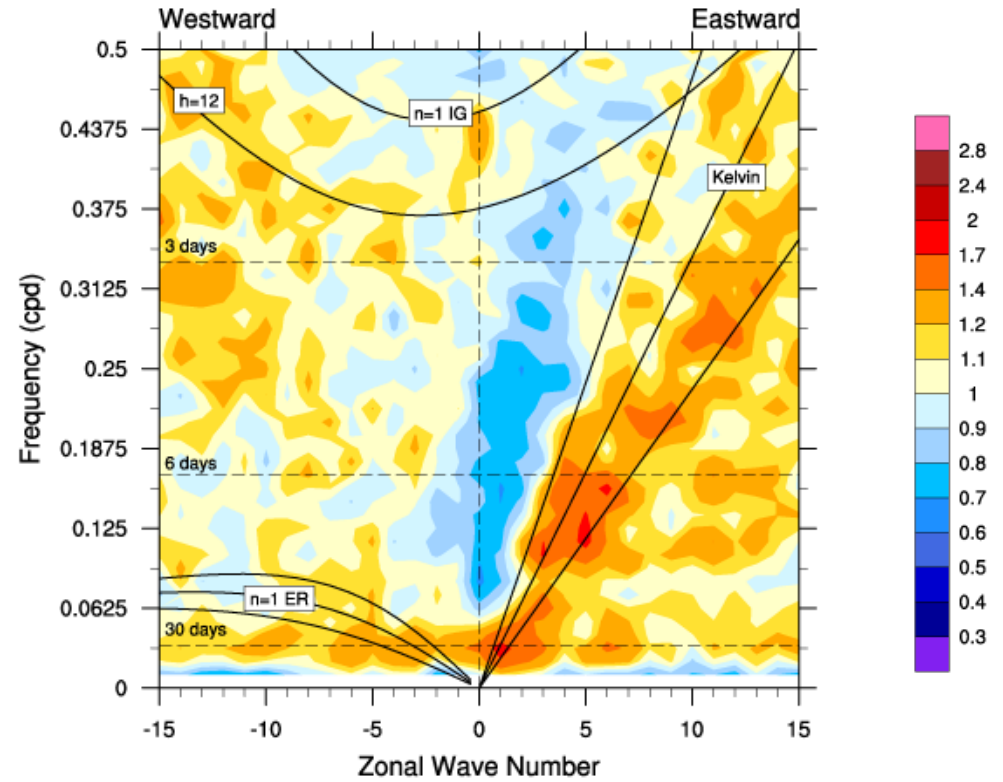 Westward Eastward
0.5
h=12
n=1 IG
0.4375
Kelvin
0.375
3 days
0.3125
0.25
0.1875
6 days
0.125
n=1 ER
0.0625
30 days
0
-15 -10 -5 0 5 10 15
Zonal Wave Number
Frequency (cpd)
2.8
2.4
2
1.7
1.4
1.2
1.1
1
0.9
0.8
0.7
0.6
0.5
0.4
0.3